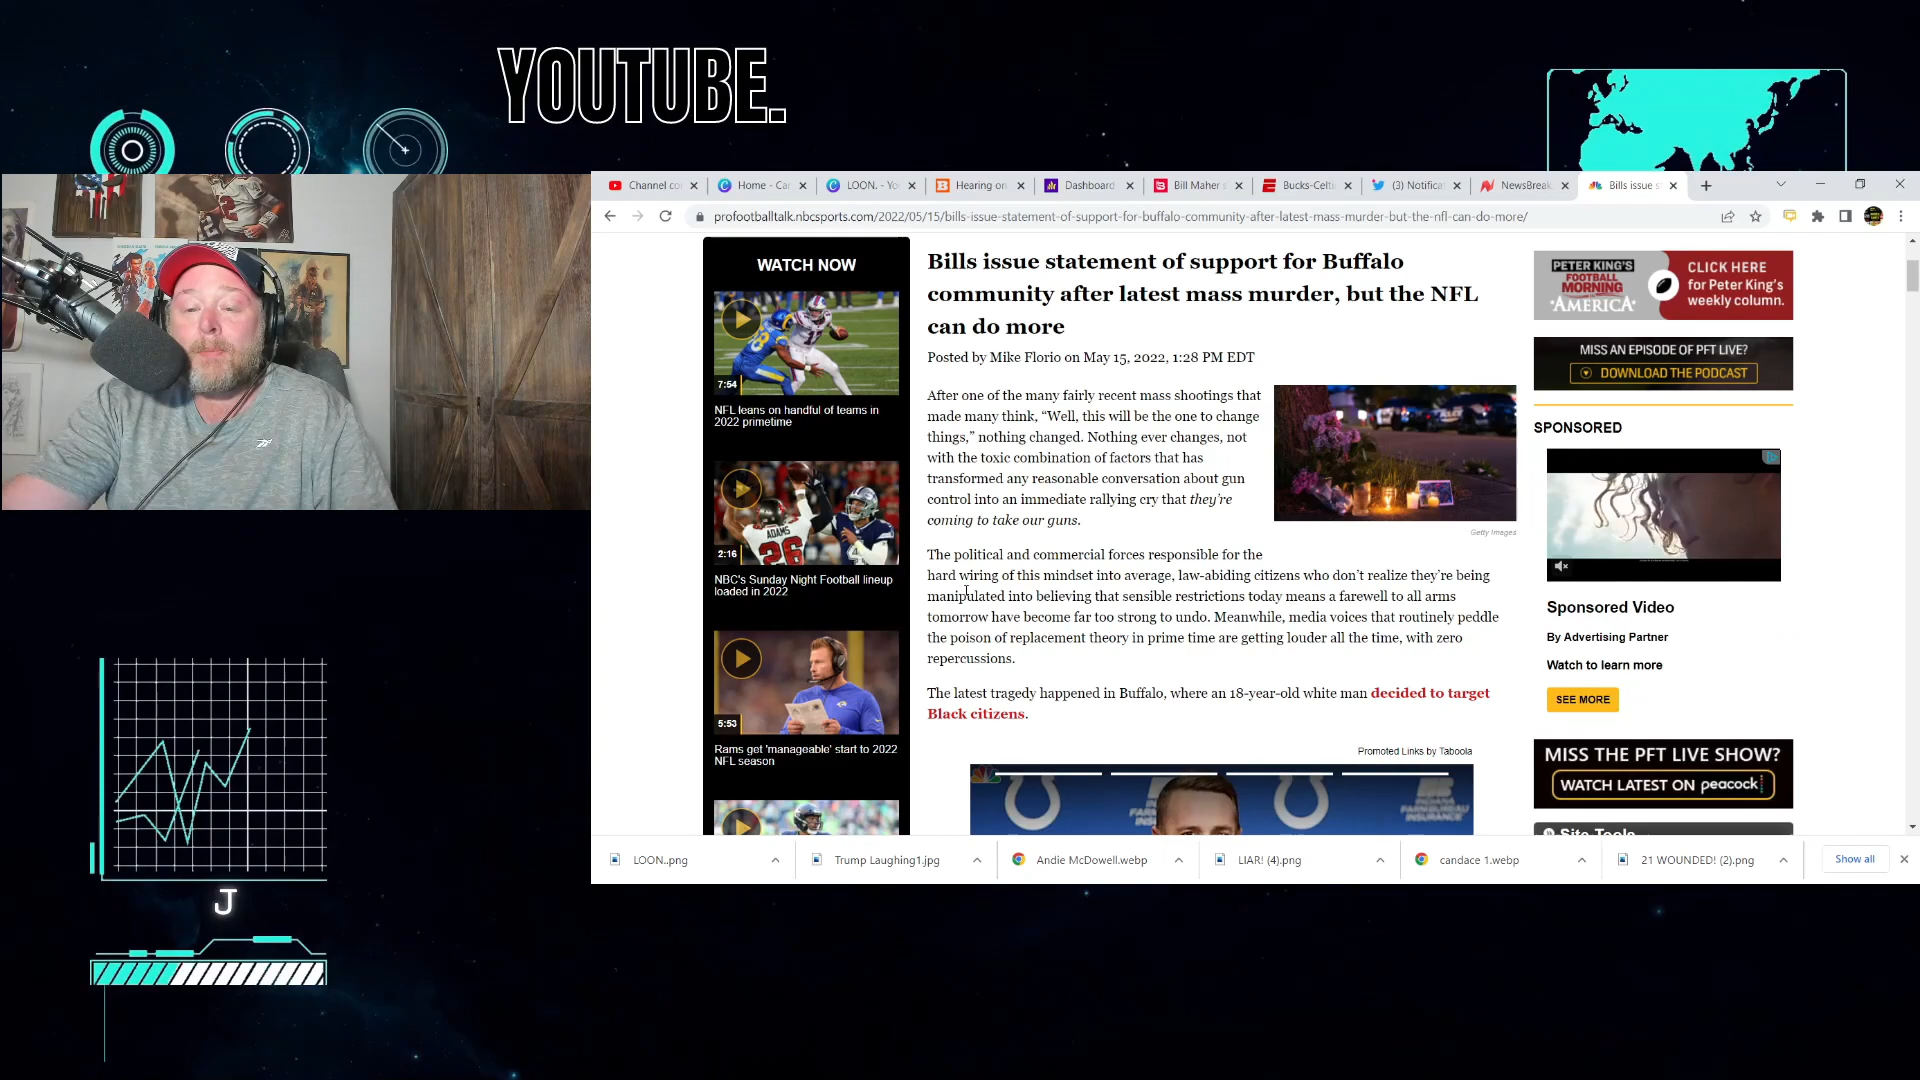 YOUTUBE.
Channel co
Home - Ca
LOON. - Yo
Hearing on
Dashboard
Bill Maher's
Bucks-Celti
(3) Notifica
NewsBreak
Bills issue s
profootballtalk.nbcsports.com/2022/05/15/bills-issue-statement-of-support-for-buffalo-community-after-latest-mass-murder-but-the-nfl-can-do-more/
WATCH NOW
7:54
NFL leans on handful of teams in
2022 primetime
ADAMS
26
2:16
NBC's Sunday Night Football lineup
loaded in 2022
5:53
Rams get 'manageable' start to 2022
NFL season
Bills issue statement of support for Buffalo
community after latest mass murder, but the NFL
can do more
Posted by Mike Florio on May 15, 2022, 1:28 PM EDT
After one of the many fairly recent mass shootings that
made many think, “Well, this will be the one to change
things,” nothing changed. Nothing ever changes, not
with the toxic combination of factors that has
transformed any reasonable conversation about gun
control into an immediate rallying cry that they’re
coming to take our guns.
Getty Images
The political and commercial forces responsible for the
hard wiring of this mindset into average, law-abiding citizens who don’t realize they’re being
manipulated into believing that sensible restrictions today means a farewell to all arms
tomorrow have become far too strong to undo. Meanwhile, media voices that routinely peddle
the poison of replacement theory in prime time are getting louder all the time, with zero
repercussions.
The latest tragedy happened in Buffalo, where an 18-year-old white man decided to target
Black citizens.
Promoted Links by Taboola
PETER KING'S
FOOTBALL
MORNING
IN AMERICA
CLICK HERE
for Peter King's
weekly column.
MISS AN EPISODE OF PFT LIVE?
DOWNLOAD THE PODCAST
SPONSORED
Sponsored Video
By Advertising Partner
Watch to learn more
SEE MORE
MISS THE PFT LIVE SHOW?
WATCH LATEST ON peacock
Site Tools
LOON..png
Trump Laughing1.jpg
Andie McDowell.webp
LIAR! (4).png
candace 1.webp
21 WOUNDED! (2).png
Show all
J